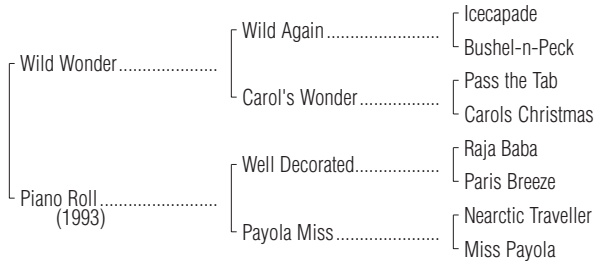 Icecapade
Wild Again
Bushel-n-Peck
Wild Wonder
Pass the Tab
Carol's Wonder
Carols Christmas
Raja Baba
Well Decorated
Paris Breeze
Piano Roll
(1993)
Nearctic Traveller
Payola Miss
Miss Payola